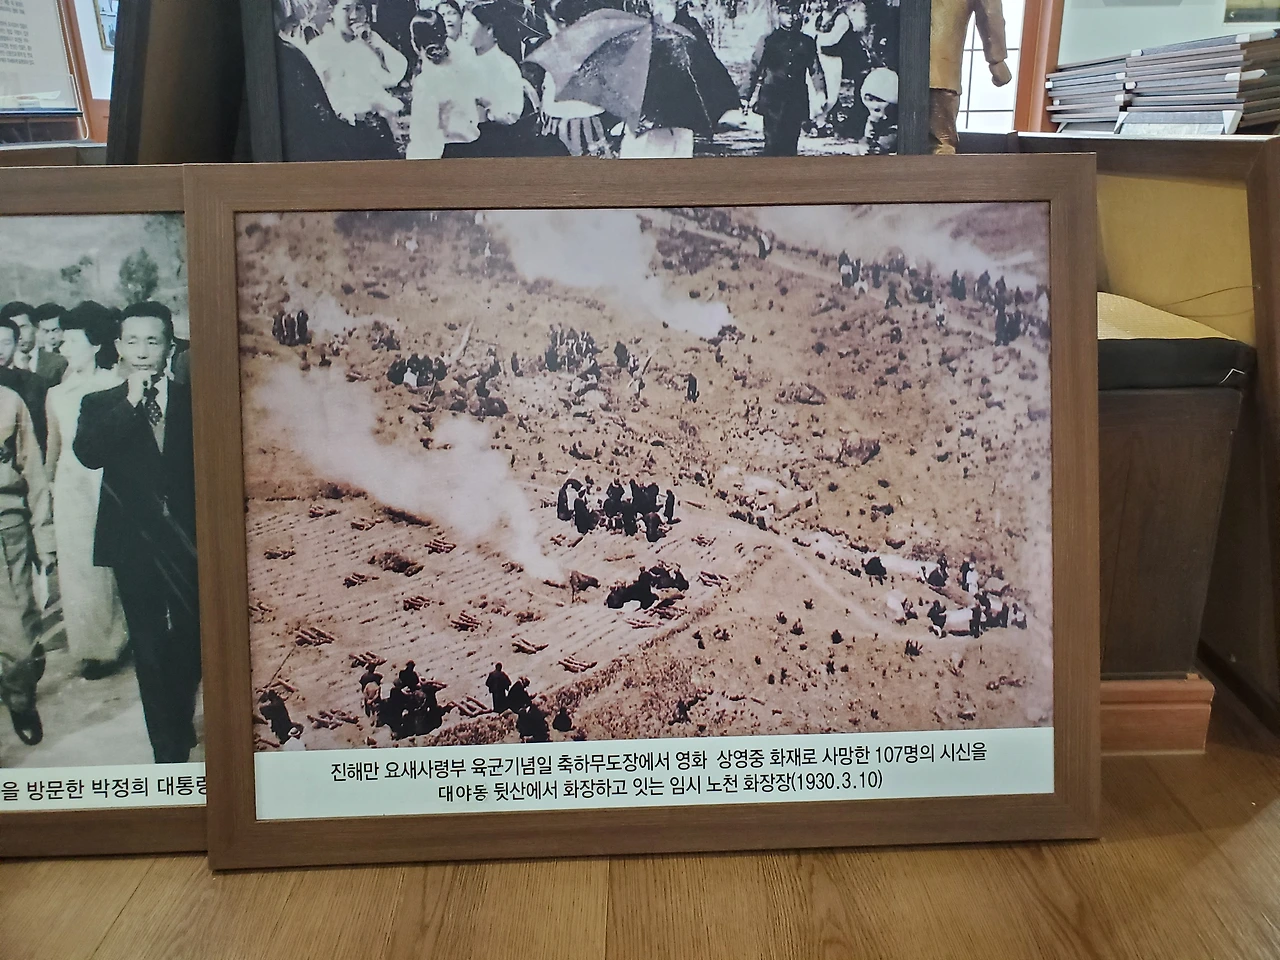 진해만 요새사령부 육군기념일 축하무도장에서 영화 상영중 화재로 사망한 107명의 시신을
대야동 뒷산에서 화장하고 잇는 임시 노천 화장장(1930.3.10)
을 방문한 박정희 대통령